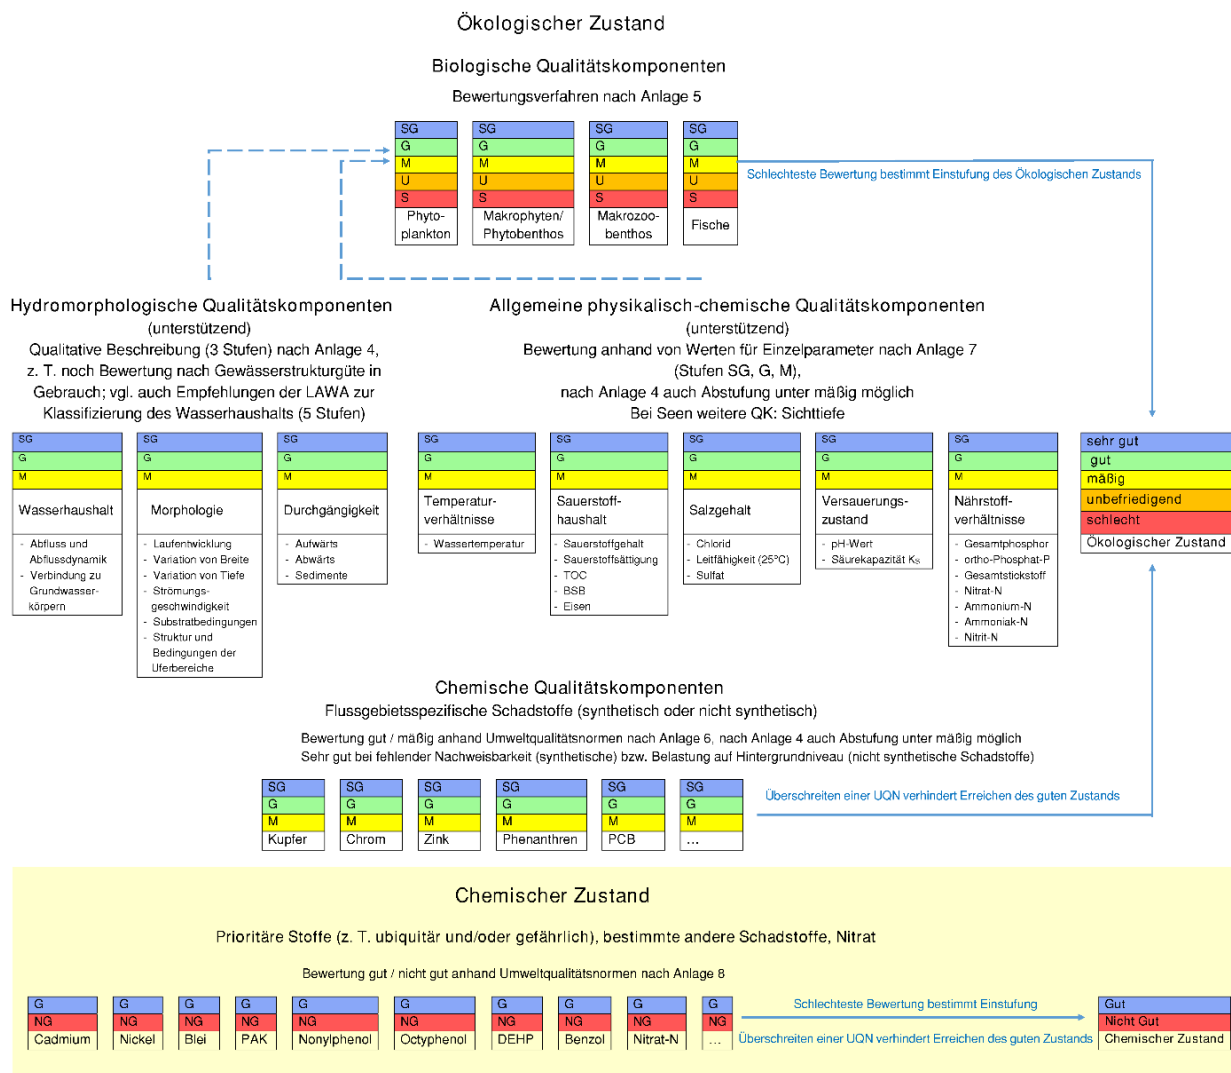 Ökologischer Zustand
Biologische Qualitätskomponenten
Bewertungsverfahren nach Anlage 5
SG SG SG SG
G G G G
M M M M
U U U U
S S S S
Phyto-
plankton
Makrophyten/
Phytobenthos
Makrozoo-
benthos
Fische
Schlechteste Bewertung bestimmt Einstufung des Ökologischen Zustands
Hydromorphologische Qualitätskomponenten
(unterstützend)
Qualitative Beschreibung (3 Stufen) nach Anlage 4,
z. T. noch Bewertung nach Gewässerstrukturgüte in
Gebrauch; vgl. auch Empfehlungen der LAWA zur
Klassifizierung des Wasserhaushalts (5 Stufen)
Allgemeine physikalisch-chemische Qualitätskomponenten
(unterstützend)
Bewertung anhand von Werten für Einzelparameter nach Anlage 7
(Stufen SG, G, M),
nach Anlage 4 auch Abstufung unter mäßig möglich
Bei Seen weitere QK: Sichttiefe
SG
G
M
Wasserhaushalt
- Abfluss und
Abflussdynamik
- Verbindung zu
Grundwasser-
körpern
SG
G
M
Morphologie
- Laufentwicklung
- Variation von Breite
- Variation von Tiefe
- Strömungs-
geschwindigkeit
- Substratbedingungen
- Struktur und
Bedingungen der
Uferbereiche
SG
G
M
Durchgängigkeit
- Aufwärts
- Abwärts
- Sedimente
SG
G
M
Temperatur-
verhältnisse
- Wassertemperatur
SG
G
M
Sauerstoff-
haushalt
- Sauerstoffgehalt
- Sauerstoffsättigung
- TOC
- BSB
- Eisen
SG
G
M
Salzgehalt
- Chlorid
- Leitfähigkeit (25°C)
- Sulfat
SG
G
M
Versauerungs-
zustand
- pH-Wert
- Säurekapazität Ks
SG
G
M
Nährstoff-
verhältnisse
- Gesamtphosphor
- ortho-Phosphat-P
- Gesamtstickstoff
- Nitrat-N
- Ammonium-N
- Ammoniak-N
- Nitrit-N
sehr gut
gut
mäßig
unbefriedigend
schlecht
Ökologischer Zustand
Chemische Qualitätskomponenten
Flussgebietsspezifische Schadstoffe (synthetisch oder nicht synthetisch)
Bewertung gut / mäßig anhand Umweltqualitätsnormen nach Anlage 6, nach Anlage 4 auch Abstufung unter mäßig möglich
Sehr gut bei fehlender Nachweisbarkeit (synthetische) bzw. Belastung auf Hintergrundniveau (nicht synthetische Schadstoffe)
SG SG SG SG SG SG
G G G G G G
M M M M M M
Kupfer Chrom Zink Phenanthren PCB ...
Überschreiten einer UQN verhindert Erreichen des guten Zustands
Chemischer Zustand
Prioritäre Stoffe (z. T. ubiquitär und/oder gefährlich), bestimmte andere Schadstoffe, Nitrat
Bewertung gut / nicht gut anhand Umweltqualitätsnormen nach Anlage 8
G G G G G G G G G G
NG NG NG NG NG NG NG NG NG NG
Cadmium Nickel Blei PAK Nonylphenol Octyphenol DEHP Benzol Nitrat-N ...
Schlechteste Bewertung bestimmt Einstufung
Überschreiten einer UQN verhindert Erreichen des guten Zustands
Gut
Nicht Gut
Chemischer Zustand